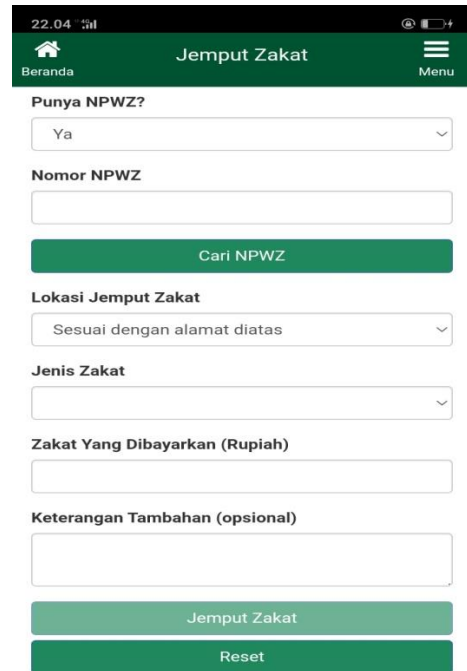 22.04 4G
Jemput Zakat
Beranda
Menu
Punya NPWZ?
Ya
Nomor NPWZ
Cari NPWZ
Lokasi Jemput Zakat
Sesuai dengan alamat diatas
Jenis Zakat
Zakat Yang Dibayarkan (Rupiah)
Keterangan Tambahan (opsional)
Jemput Zakat
Reset